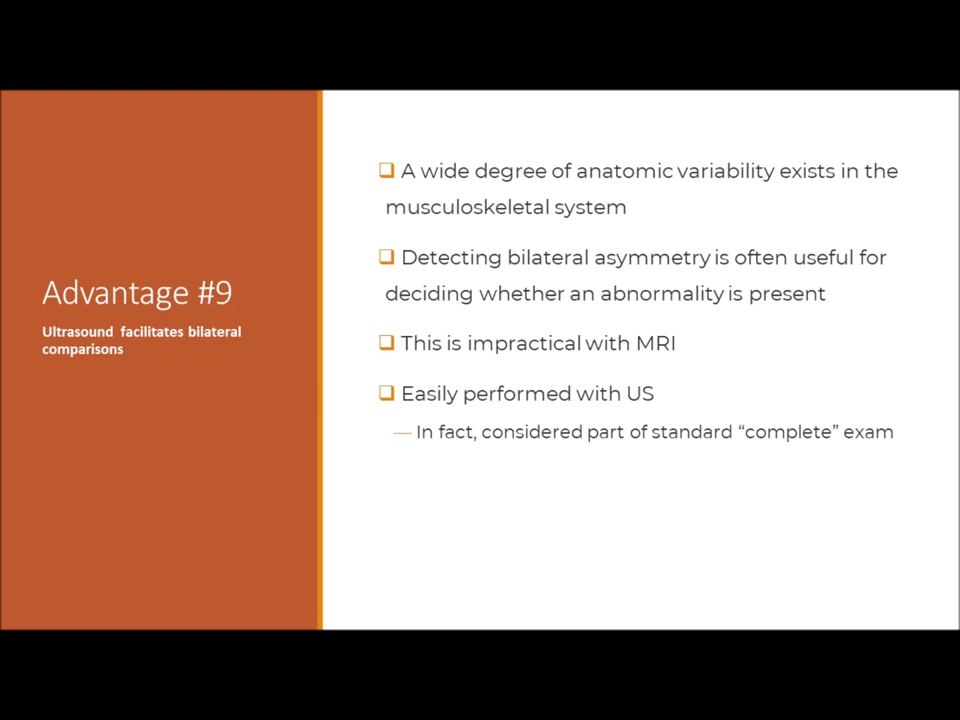 Advantage #9
Ultrasound facilitates bilateral
comparisons
A wide degree of anatomic variability exists in the
musculoskeletal system
Detecting bilateral asymmetry is often useful for
deciding whether an abnormality is present
This is impractical with MRI
Easily performed with US
— In fact, considered part of standard “complete” exam